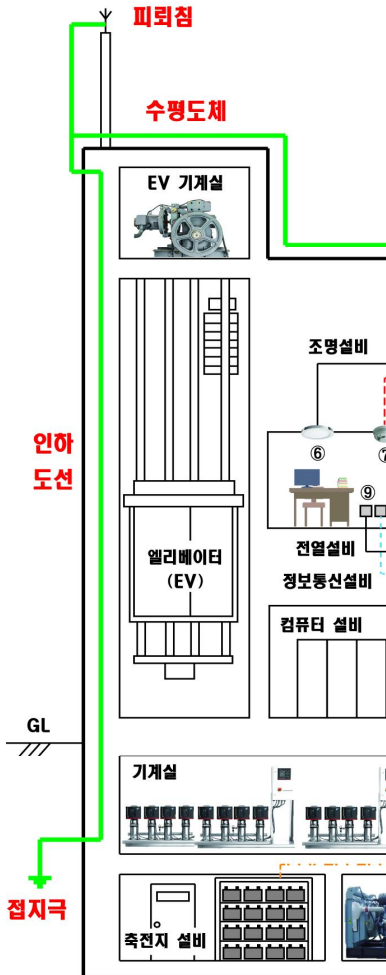 피뢰침
수평도체
EV 기계실
조명설비
인하
도선
⑥
⑨
엘리베이터
(EV)
전열설비
정보통신설비
컴퓨터 설비
GL
기계실
접지극
축전지 설비